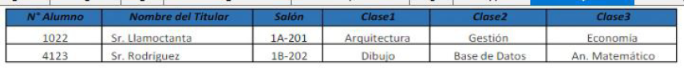 N° Alumno Nombre del Titular Salón Clase1 Clase2 Clase3
1022 Sr. Llamoctanta 1A-201 Arquitectura Gestión Economía
4123 Sr. Rodríguez 1B-202 Dibujo Base de Datos An. Matemático